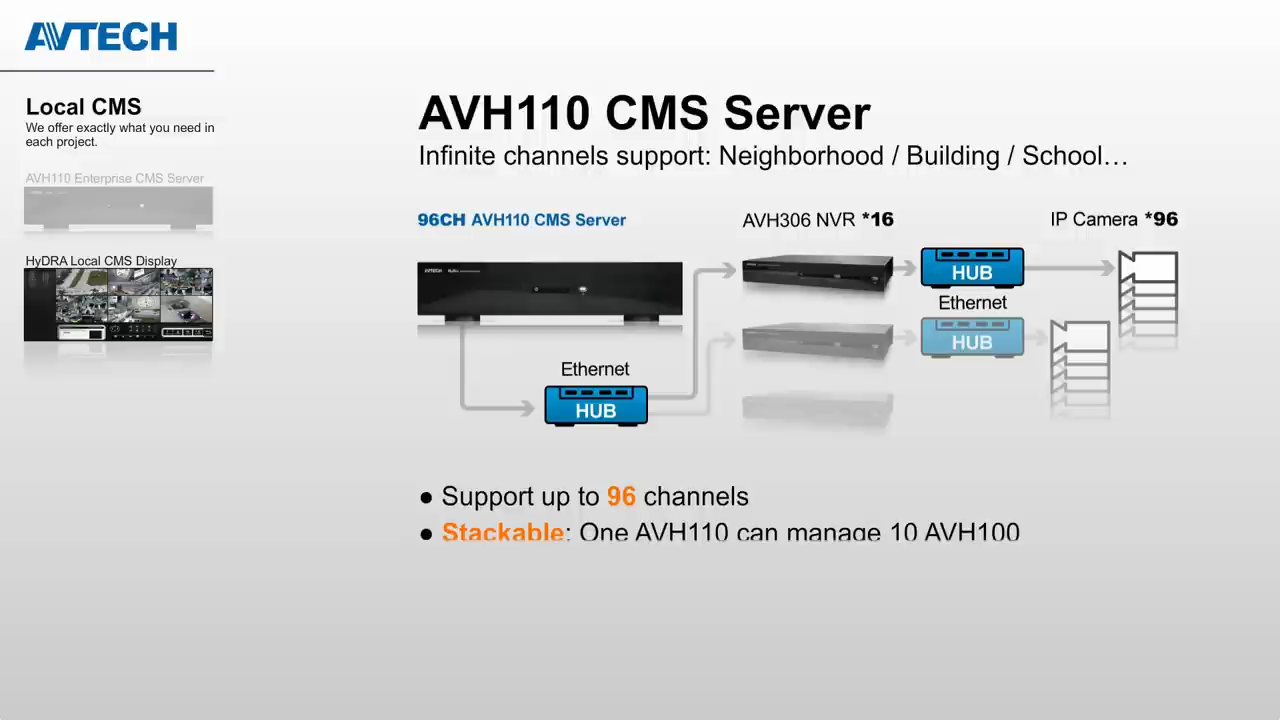 AVTECH
Local CMS
We offer exactly what you need in
each project.
AVH110 Enterprise CMS Server
HyDRA Local CMS Display
AVH110 CMS Server
Infinite channels support: Neighborhood / Building / School…
96CH AVH110 CMS Server
AVH306 NVR *16
IP Camera *96
AVTECH
HUB
Ethernet
HUB
Ethernet
HUB
● Support up to 96 channels
● Stackable: One AVH110 can manage 10 AVH100